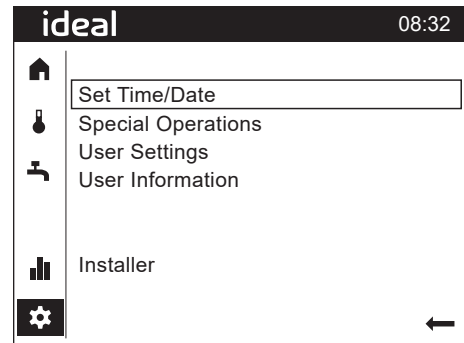 ideal
08:32
Set Time/Date
Special Operations
User Settings
User Information
Installer